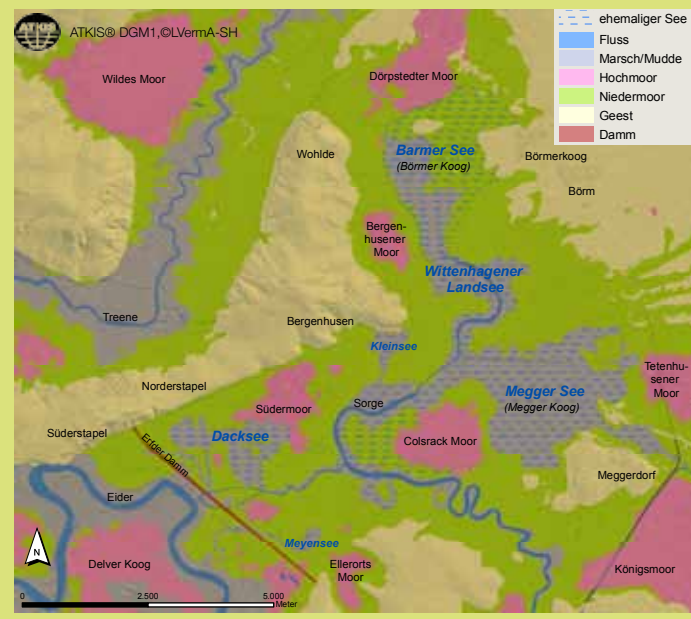 ATKIS
ATKIS® DGM1,©LVermA-SH
ehemaliger See
Fluss
Marsch/Mudde
Hochmoor
Niedermoor
Geest
Damm
Wildes Moor
Dörpstedter Moor
Wohlde
Barmer See
(Börmer Koog)
Börmerkoog
Börm
Bergen-
husener
Moor
Wittenhagener
Landsee
Treene
Bergenhusen
Kleinsee
Norderstapel
Megger See
(Megger Koog)
Tetenhu-
sener
Moor
Südermoor
Sorge
Süderstapel
Dacksee
Colsrack Moor
Erfder Damm
Meggerdorf
Eider
Meyensee
N
Delver Koog
Ellerorts
Moor
Königsmoor
0 2.500 5.000
Meter